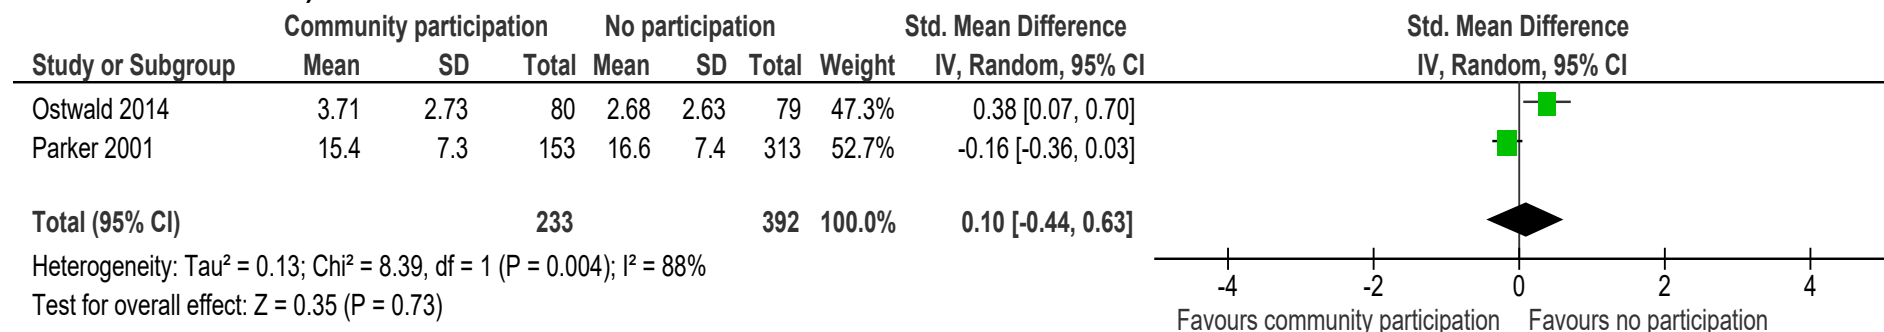 Community participation No participation Std. Mean Difference Std. Mean Difference
Study or Subgroup Mean SD Total Mean SD Total Weight IV, Random, 95% CI IV, Random, 95% CI
Ostwald 2014 3.71 2.73 80 2.68 2.63 79 47.3% 0.38 [0.07, 0.70]
Parker 2001 15.4 7.3 153 16.6 7.4 313 52.7% -0.16 [-0.36, 0.03]
Total (95% CI) 233 392 100.0% 0.10 [-0.44, 0.63]
Heterogeneity: Tau² = 0.13; Chi² = 8.39, df = 1 (P = 0.004); I² = 88%
Test for overall effect: Z = 0.35 (P = 0.73)
-4 -2 0 2 4
Favours community participation Favours no participation